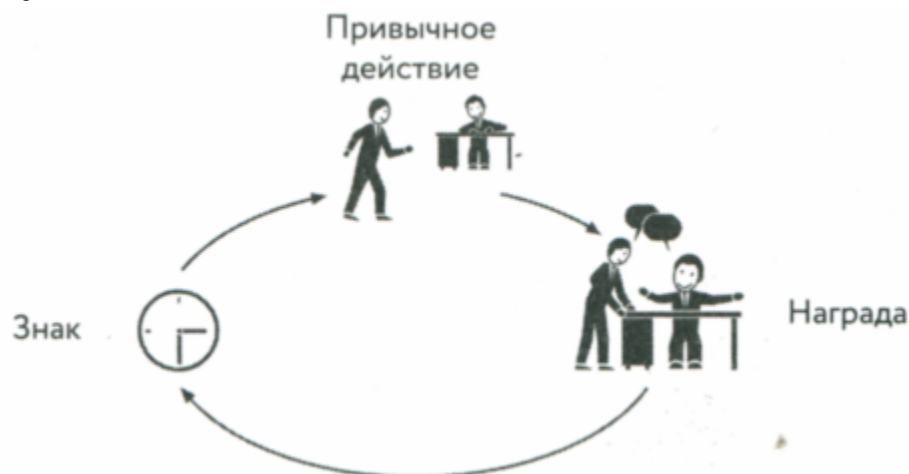 Привычное
действие
Знак
Награда